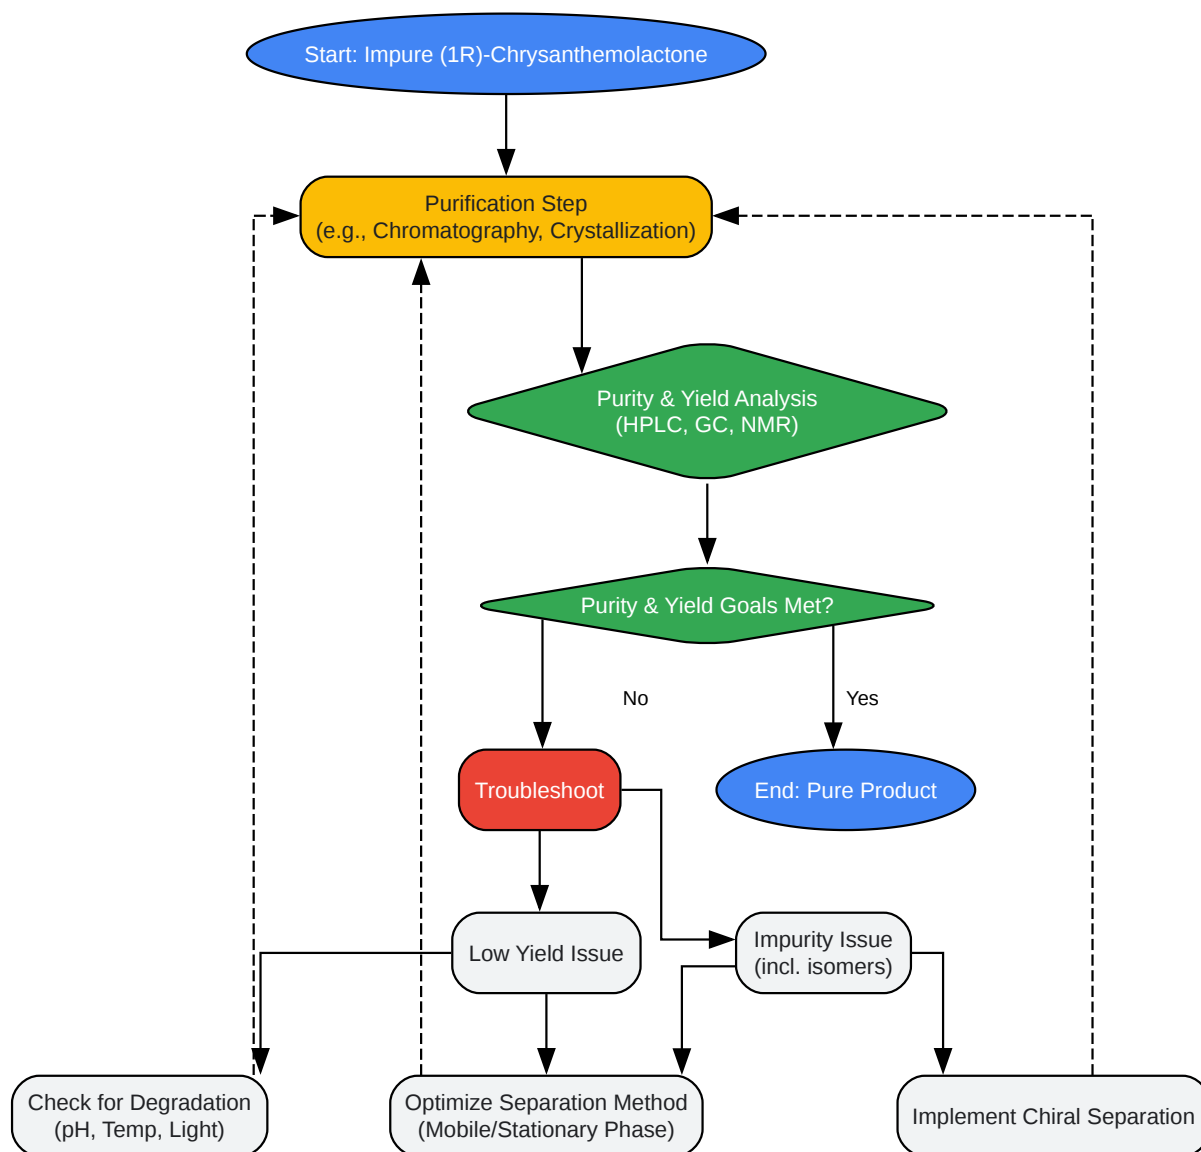 Start: Impure (1R)-Chrysanthemolactone
Purification Step
(e.g., Chromatography, Crystallization)
Purity & Yield Analysis
(HPLC, GC, NMR)
Purity & Yield Goals Met?
No
Yes
Troubleshoot
End: Pure Product
Low Yield Issue
Impurity Issue
(incl. isomers)
Check for Degradation
(pH, Temp, Light)
Optimize Separation Method
(Mobile/Stationary Phase)
Implement Chiral Separation